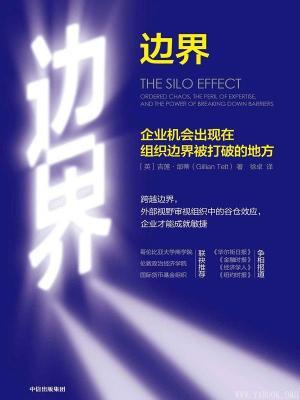 边界
边界
THE SILO EFFECT
ORDERED CHAOS, THE PERIL OF EXPERTISE,
AND THE POWER OF BREAKING DOWN BARRIERS
企业机会出现在
组织边界被打破的地方
[英] 吉莲·邰蒂（Gillian Tett） 著 徐卓 译
跨越边界，
外部视野审视组织中的谷仓效应，
企业才能成就敏捷
哥伦比亚大学商学院
伦敦政治经济学院
国际货币基金组织
联袂推荐
《华尔街日报》
《金融时报》
《经济学人》
《纽约时报》
争相报道
中信出版集团
WWW.YABOOK.ORG